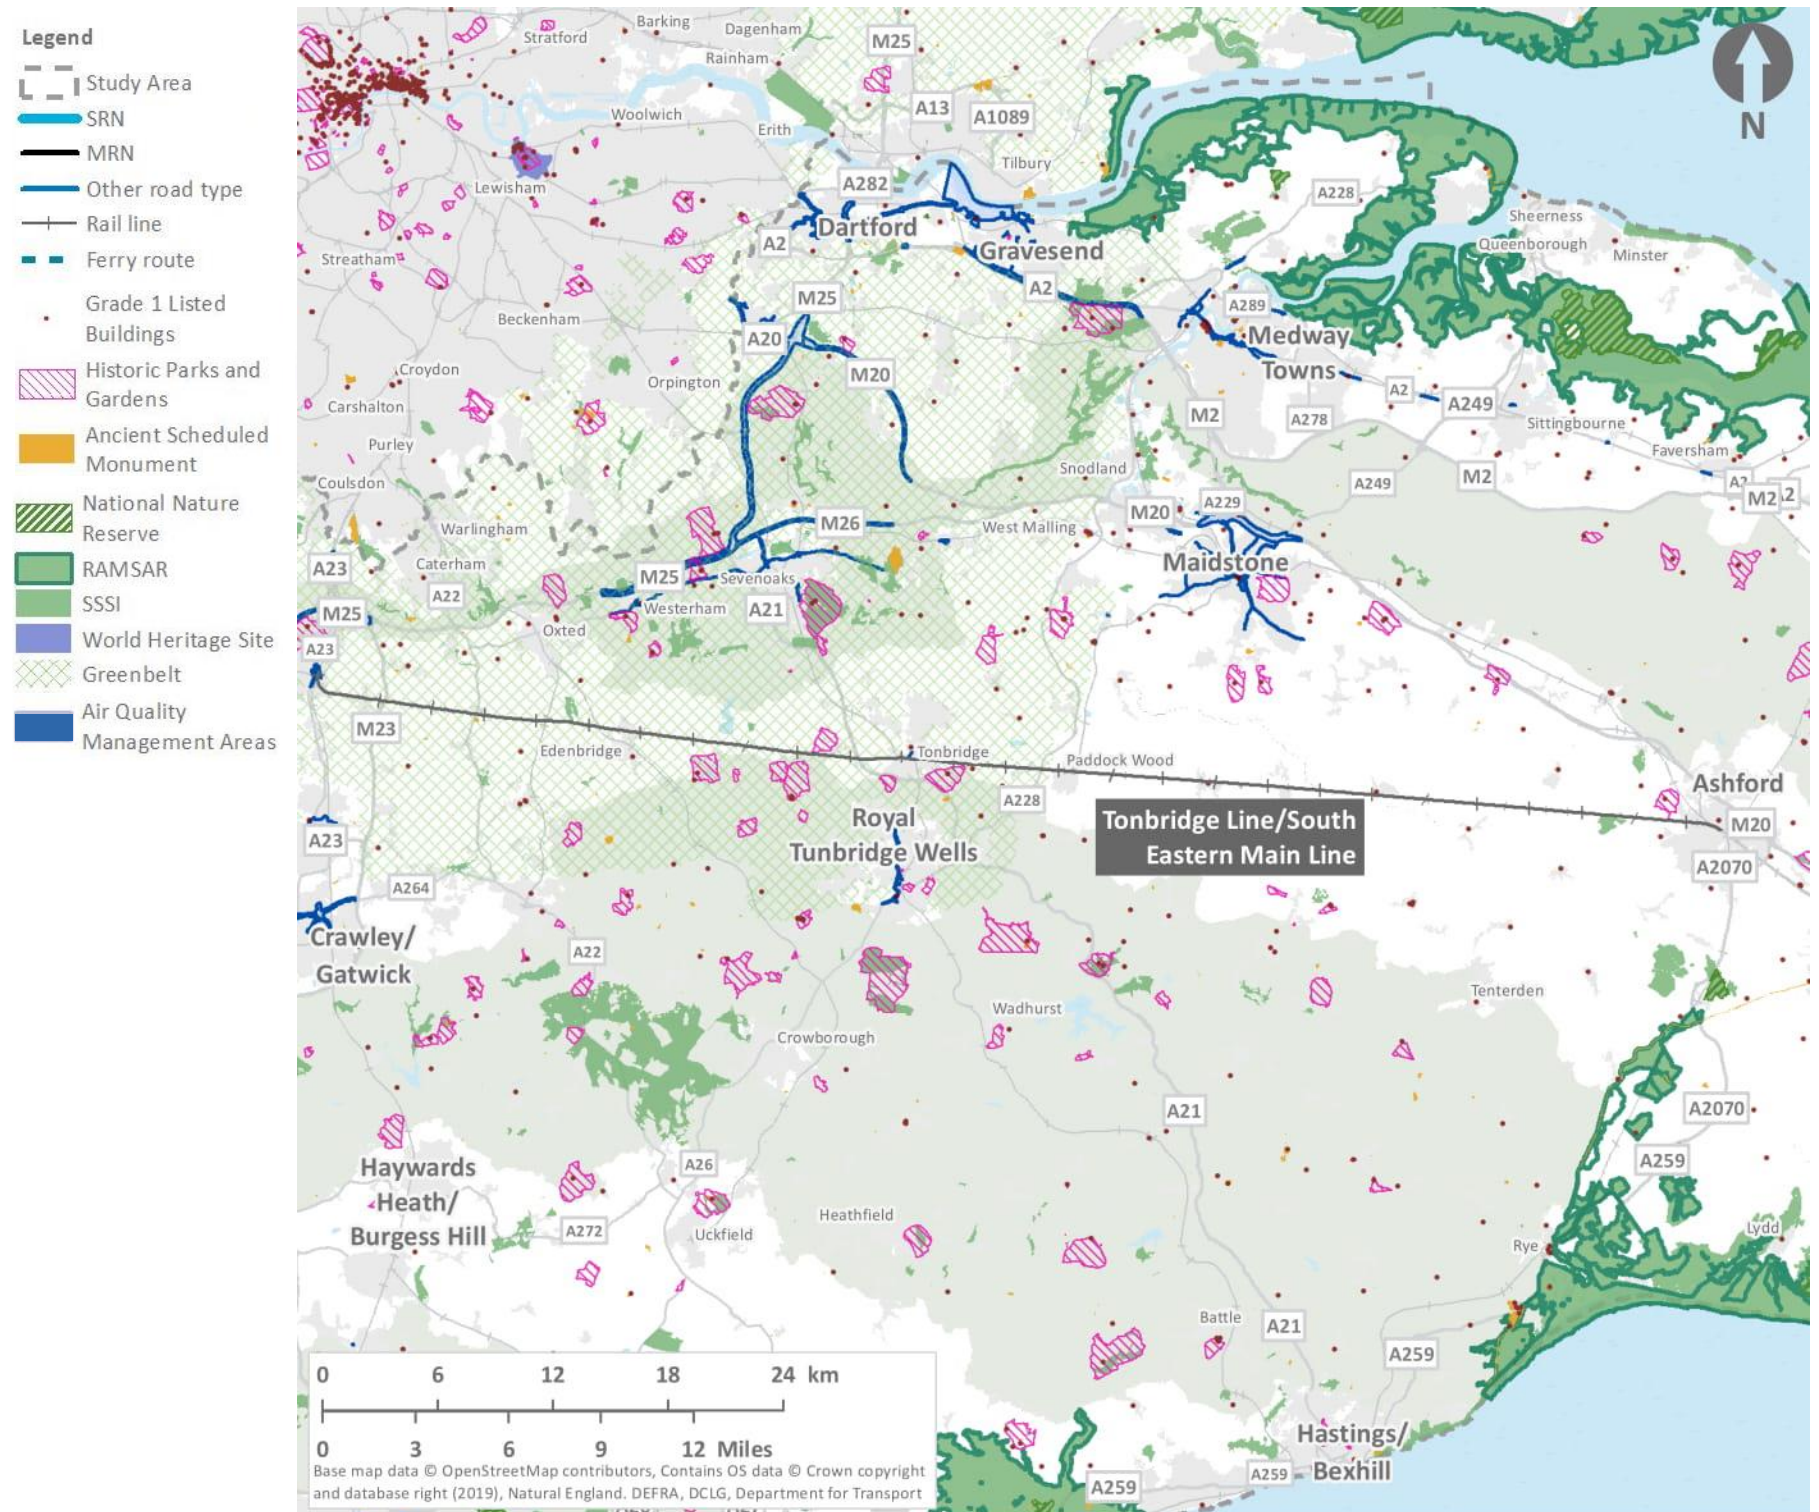 Legend
Study Area
SRN
MRN
Other road type
Rail line
Ferry route
Grade 1 Listed
Buildings
Historic Parks and
Gardens
Ancient Scheduled
Monument
National Nature
Reserve
RAMSAR
SSSI
World Heritage Site
Greenbelt
Air Quality
Management Areas
Barking
Dagenham
Stratford
M25
Rainham
N
A13
A1089
Woolwich
Erith
Tilbury
Lewisham
A282
A228
Sheerness
Dartford
Queenborough
Streatham
A2
Gravesend
Minster
A2
M25
A289
Beckenham
A20
Medway
Towns
Croydon
Orpington
M20
A2
A249
Carshalton
M2
A278
Sittingbourne
Purley
Faversham
Coulsdon
Snodland
A249
M2
A2
M2
A2
Warlingham
M26
West Malling
M20
A229
Caterham
A23
Maidstone
M25
Sevenoaks
A22
Westerham
A21
M25
Oxted
A23
M23
Edenbridge
Tonbridge
Paddock Wood
Ashford
A228
Royal
Tunbridge Wells
Tonbridge Line/South
Eastern Main Line
M20
A23
A2070
A264
Crawley/
Gatwick
A22
Tenterden
Wadhurst
Crowborough
A21
A2070
Haywards
Heath/
Burgess Hill
A26
A259
Heathfield
A272
Uckfield
Lydd
Rye
Battle
A21
A259
0 6 12 18 24 km
0 3 6 9 12 Miles
Hastings/
Bexhill
A259
A259
Base map data © OpenStreetMap contributors, Contains OS data © Crown copyright
and database right (2019), Natural England. DEFRA, DCLG, Department for Transport